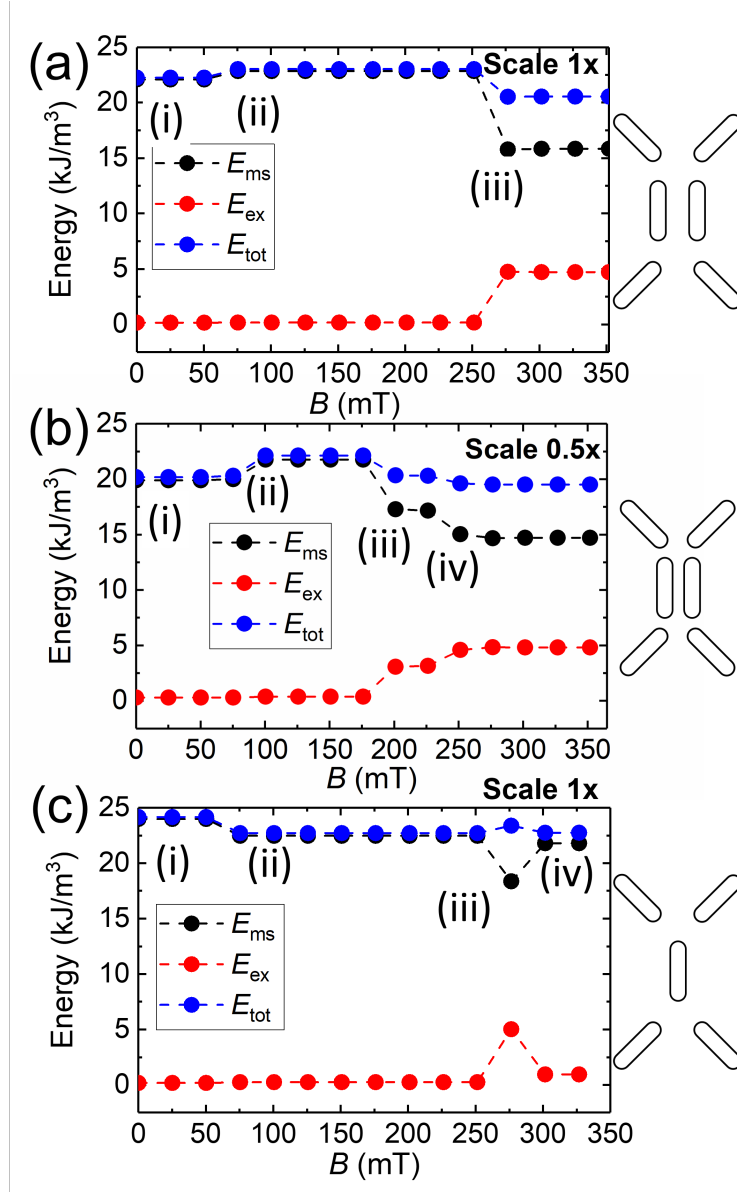 (a)
Scale 1x
25
20
15
10
5
0
Energy (kJ/m³)
(i)
(ii)
(iii)
E_ms
E_ex
E_tot
0 50 100 150 200 250 300 350
B (mT)
(b)
Scale 0.5x
25
20
15
10
5
0
Energy (kJ/m³)
(i)
(ii)
(iii)
(iv)
E_ms
E_ex
E_tot
0 50 100 150 200 250 300 350
B (mT)
(c)
Scale 1x
25
20
15
10
5
0
Energy (kJ/m³)
(i)
(ii)
(iii)
(iv)
E_ms
E_ex
E_tot
0 50 100 150 200 250 300 350
B (mT)